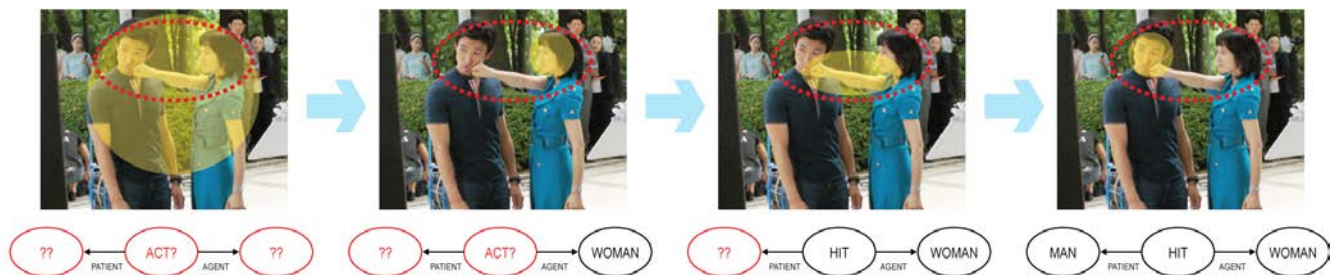 ?? ACT? ??
PATIENT AGENT
?? ACT? WOMAN
PATIENT AGENT
?? HIT WOMAN
PATIENT AGENT
MAN HIT WOMAN
PATIENT AGENT